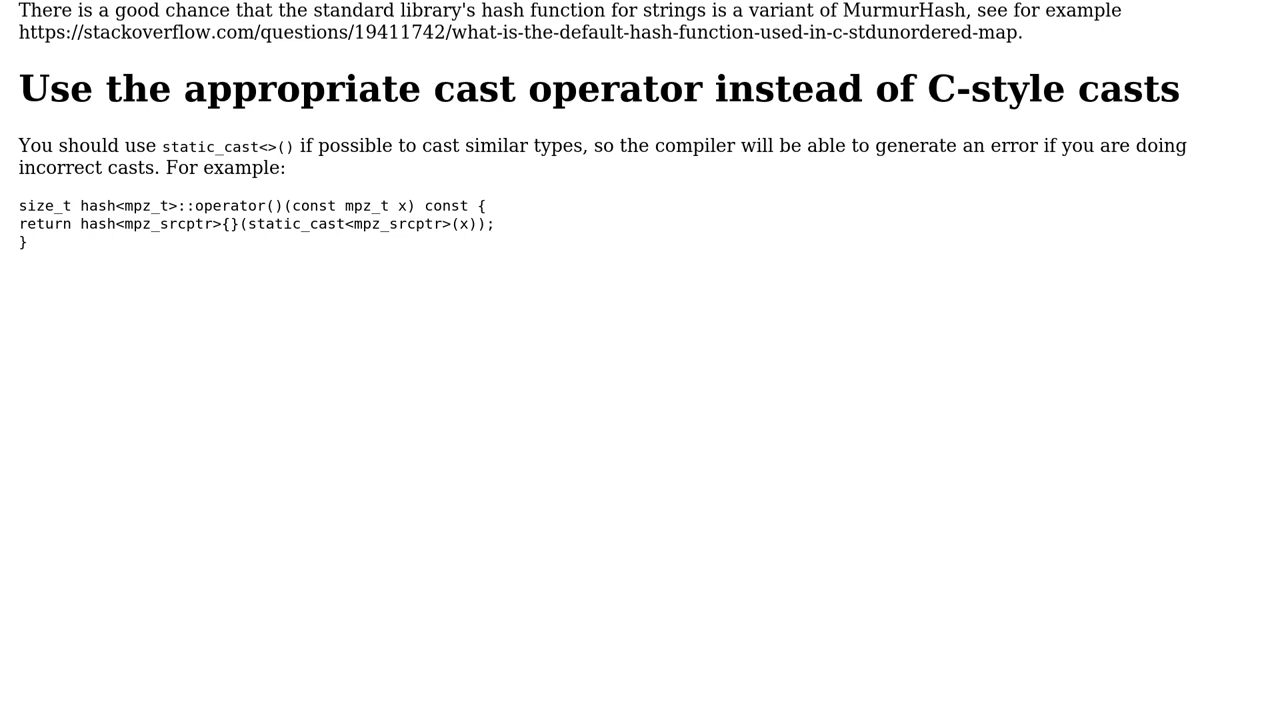 There is a good chance that the standard library's hash function for strings is a variant of MurmurHash, see for example
https://stackoverflow.com/questions/19411742/what-is-the-default-hash-function-used-in-c-stdunordered-map.
Use the appropriate cast operator instead of C-style casts
You should use static_cast<>() if possible to cast similar types, so the compiler will be able to generate an error if you are doing
incorrect casts. For example:
size_t hash<mpz_t>::operator()(const mpz_t x) const {
return hash<mpz_srcptr>{}(static_cast<mpz_srcptr>(x));
}